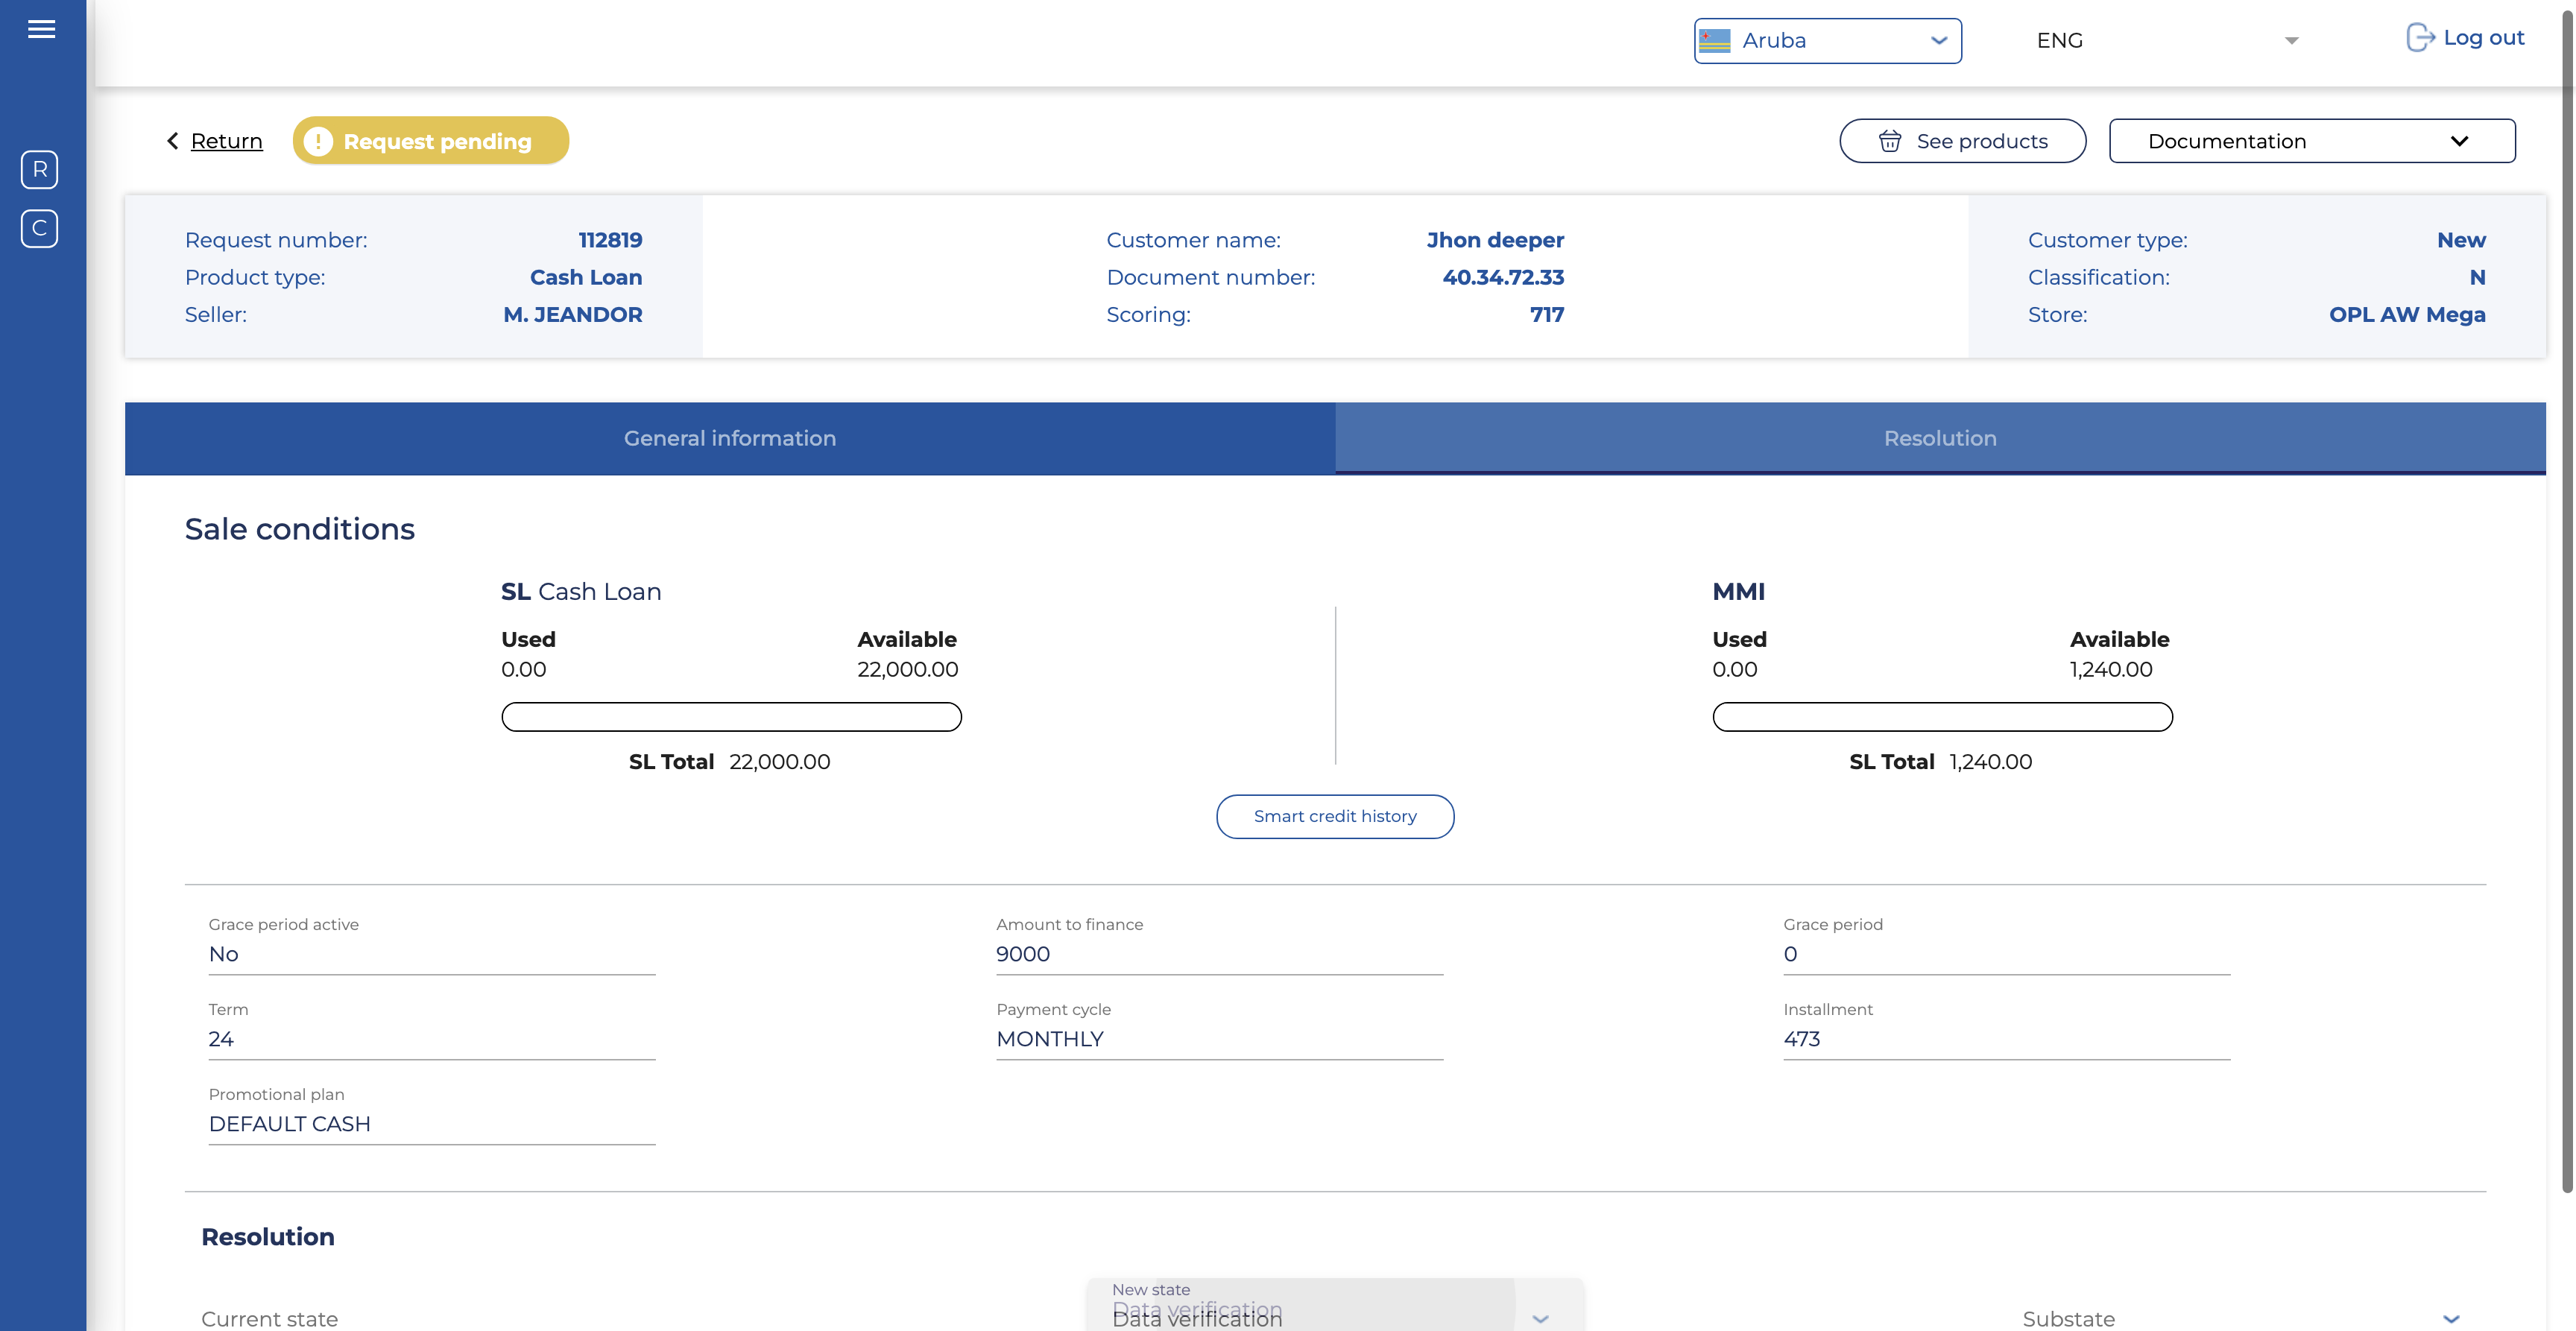 Aruba
ENG
Log out
Return
Request pending
See products
Documentation
R
C
Request number: 112819
Product type: Cash Loan
Seller: M. JEANDOR
Customer name: Jhon deeper
Document number: 40.34.72.33
Scoring: 717
Customer type: New
Classification: N
Store: OPL AW Mega
General information
Resolution
Sale conditions
SL Cash Loan
Used Available
0.00 22,000.00
SL Total 22,000.00
MMI
Used Available
0.00 1,240.00
SL Total 1,240.00
Smart credit history
Grace period active
No
Amount to finance
9000
Grace period
0
Term
24
Payment cycle
MONTHLY
Installment
473
Promotional plan
DEFAULT CASH
Resolution
Current state
New state
Data verification
Data verification
Substate